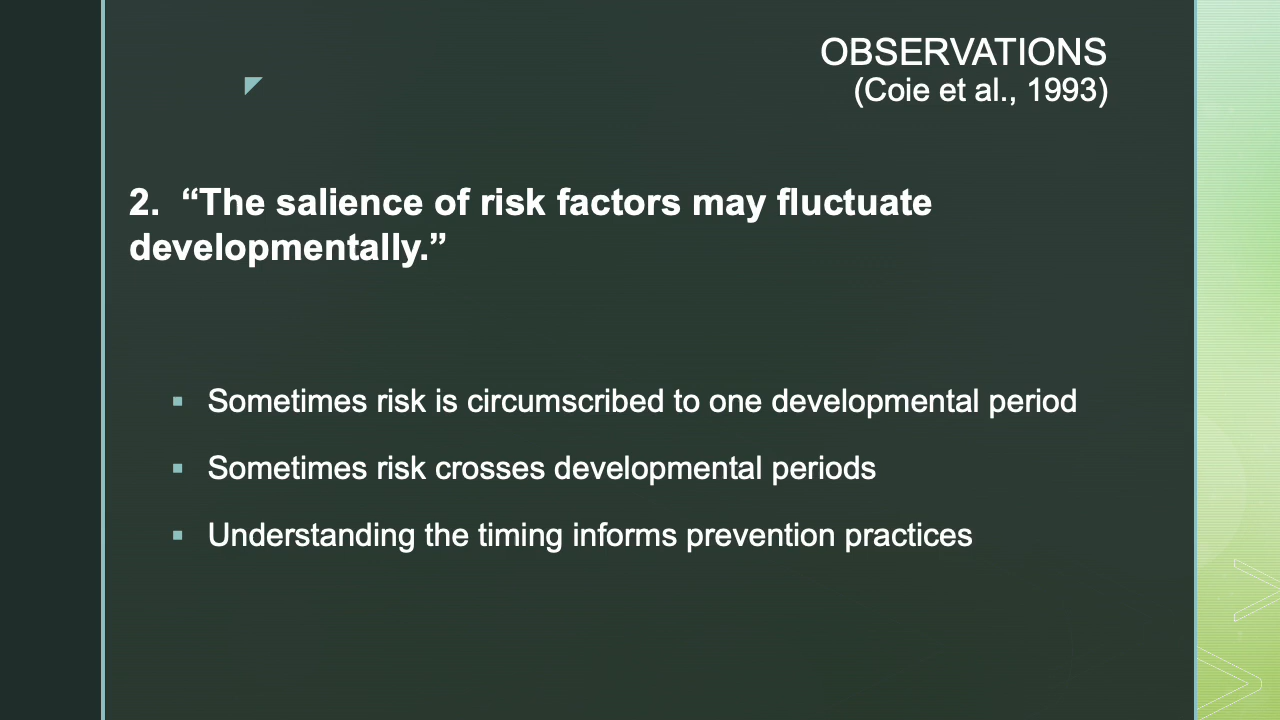 OBSERVATIONS
(Coie et al., 1993)
2.  “The salience of risk factors may fluctuate
developmentally.”
▪ Sometimes risk is circumscribed to one developmental period
▪ Sometimes risk crosses developmental periods
▪ Understanding the timing informs prevention practices